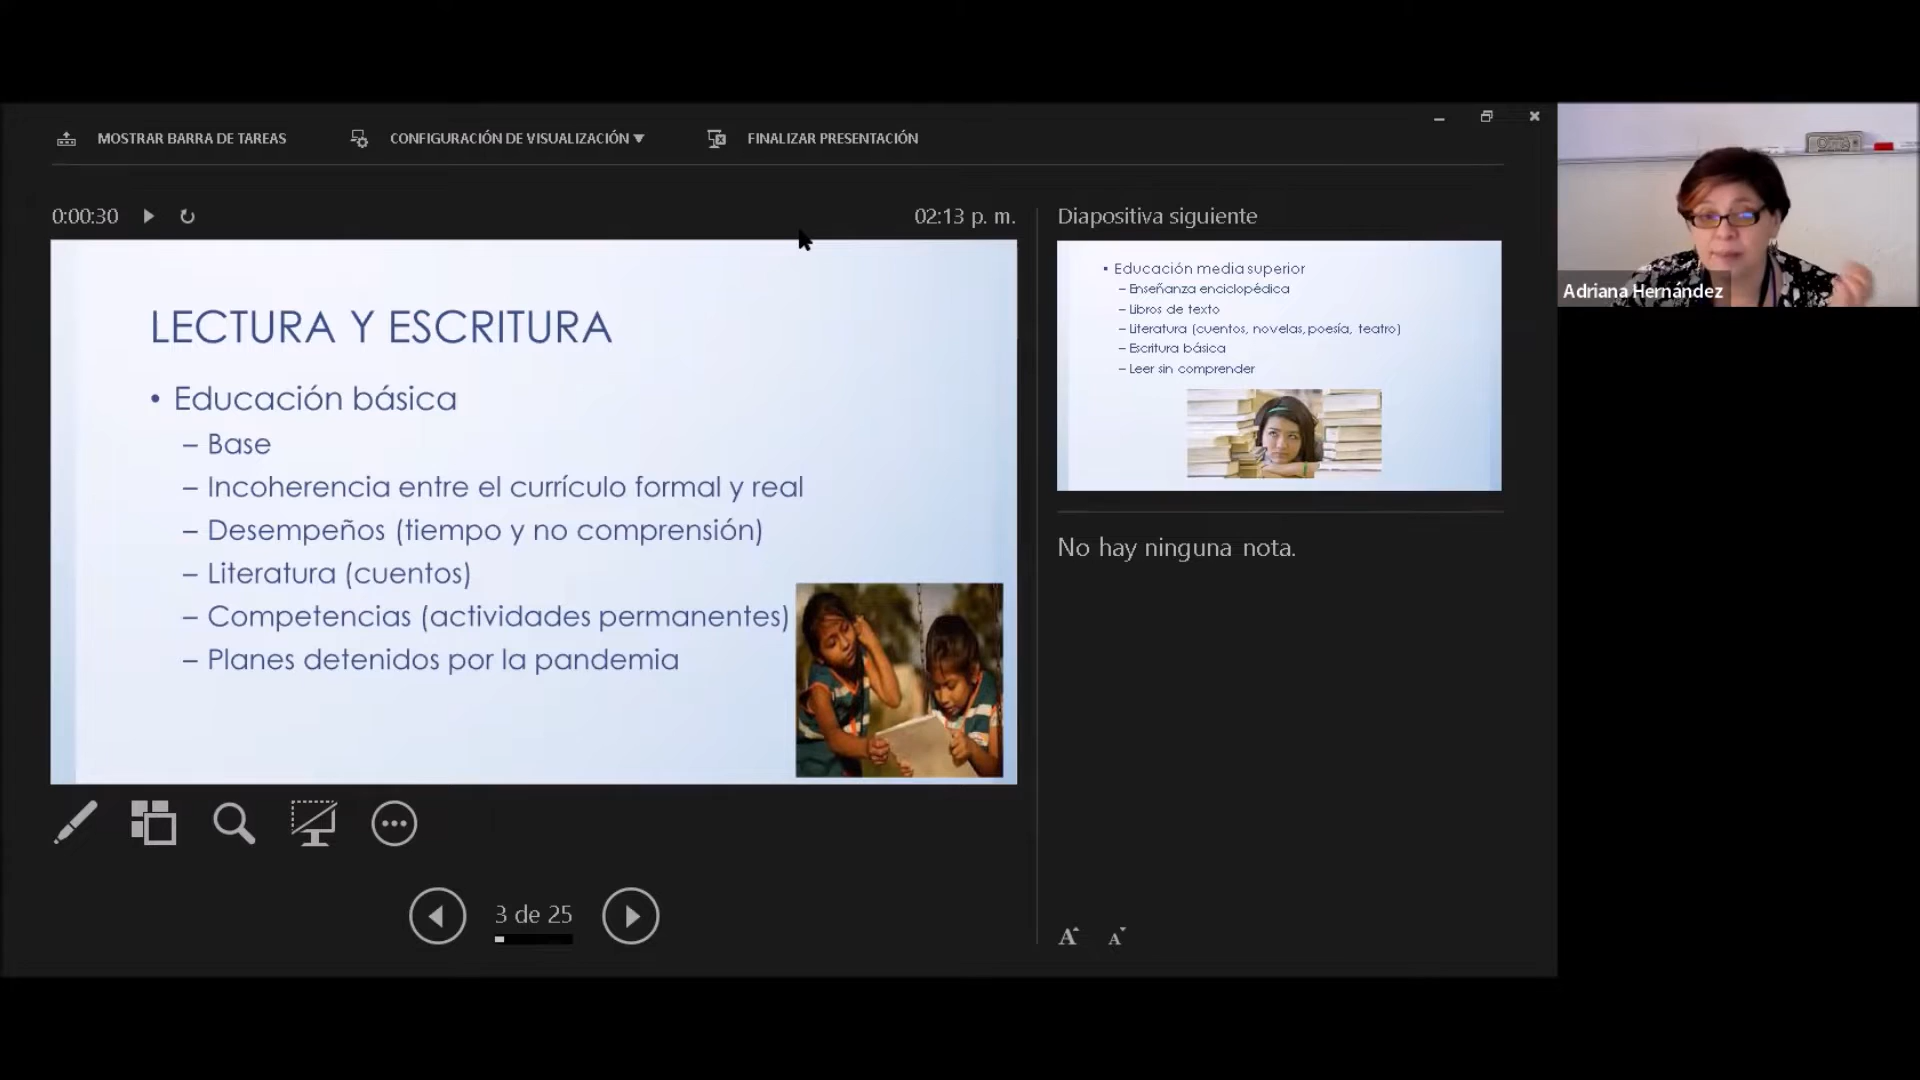 MOSTRAR BARRA DE TAREAS
CONFIGURACIÓN DE VISUALIZACIÓN ▼
FINALIZAR PRESENTACIÓN
0:00:30
02:13 p. m.
LECTURA Y ESCRITURA
• Educación básica
– Base
– Incoherencia entre el currículo formal y real
– Desempeños (tiempo y no comprensión)
– Literatura (cuentos)
– Competencias (actividades permanentes)
– Planes detenidos por la pandemia
3 de 25
Diapositiva siguiente
▪ Educación media superior
– Enseñanza enciclopédica
– Libros de texto
– Literatura (cuentos, novelas, poesía, teatro)
– Escritura básica
– Leer sin comprender
No hay ninguna nota.
A A
Adriana Hernández